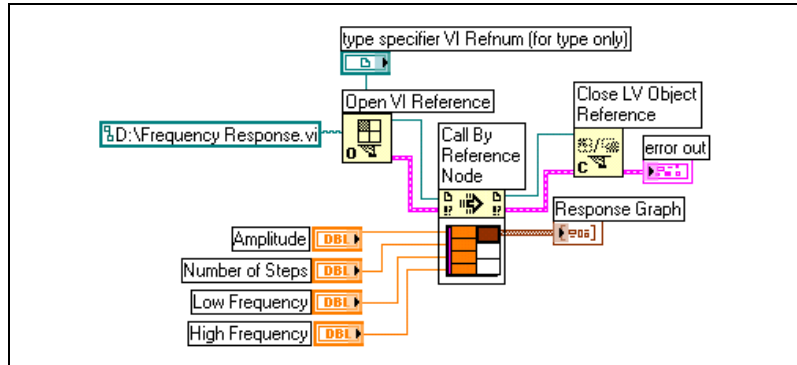 type specifier VI Refnum (for type only)
Open VI Reference
Close LV Object
Reference
D:\Frequency Response.vi
Call By
Reference
Node
error out
O
C
Response Graph
Amplitude
DBL
Number of Steps
DBL
Low Frequency
DBL
High Frequency
DBL